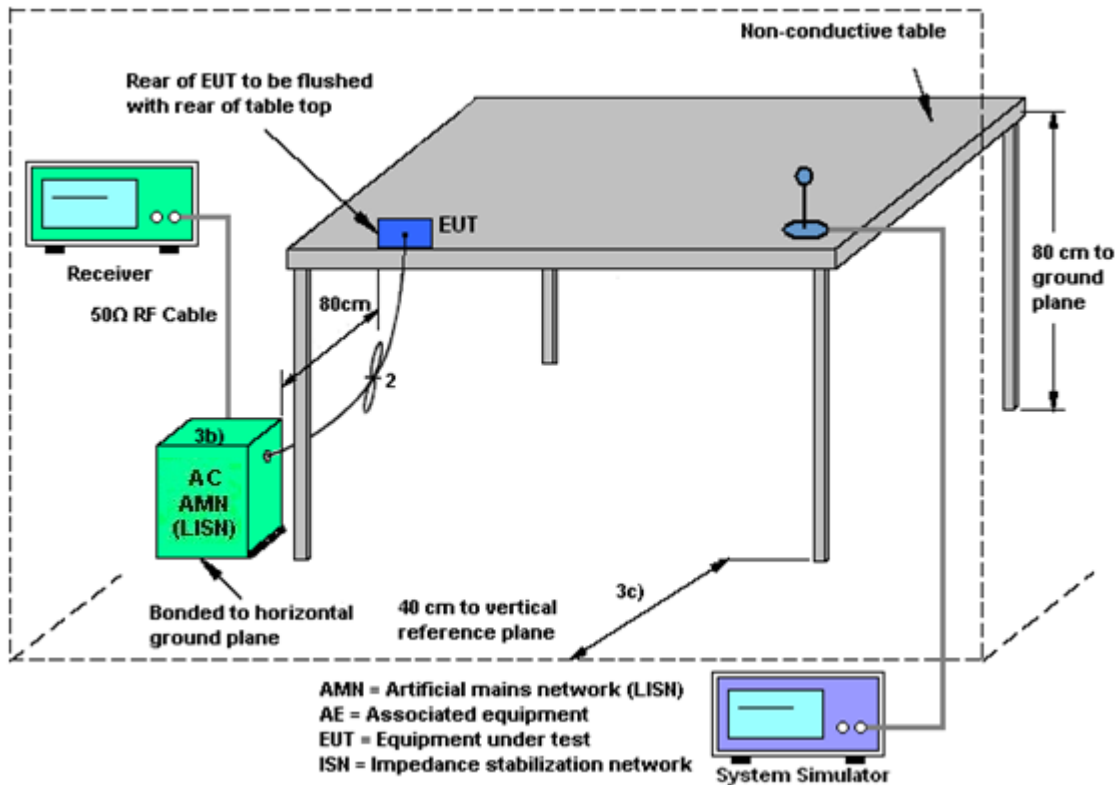 Non-conductive table
Rear of EUT to be flushed
with rear of table top
EUT
Receiver
80 cm to
ground
plane
80cm
50Ω RF Cable
2
3b)
AC
AMN
(LISN)
3c)
Bonded to horizontal
ground plane
40 cm to vertical
reference plane
AMN = Artificial mains network (LISN)
AE = Associated equipment
EUT = Equipment under test
ISN = Impedance stabilization network
System Simulator